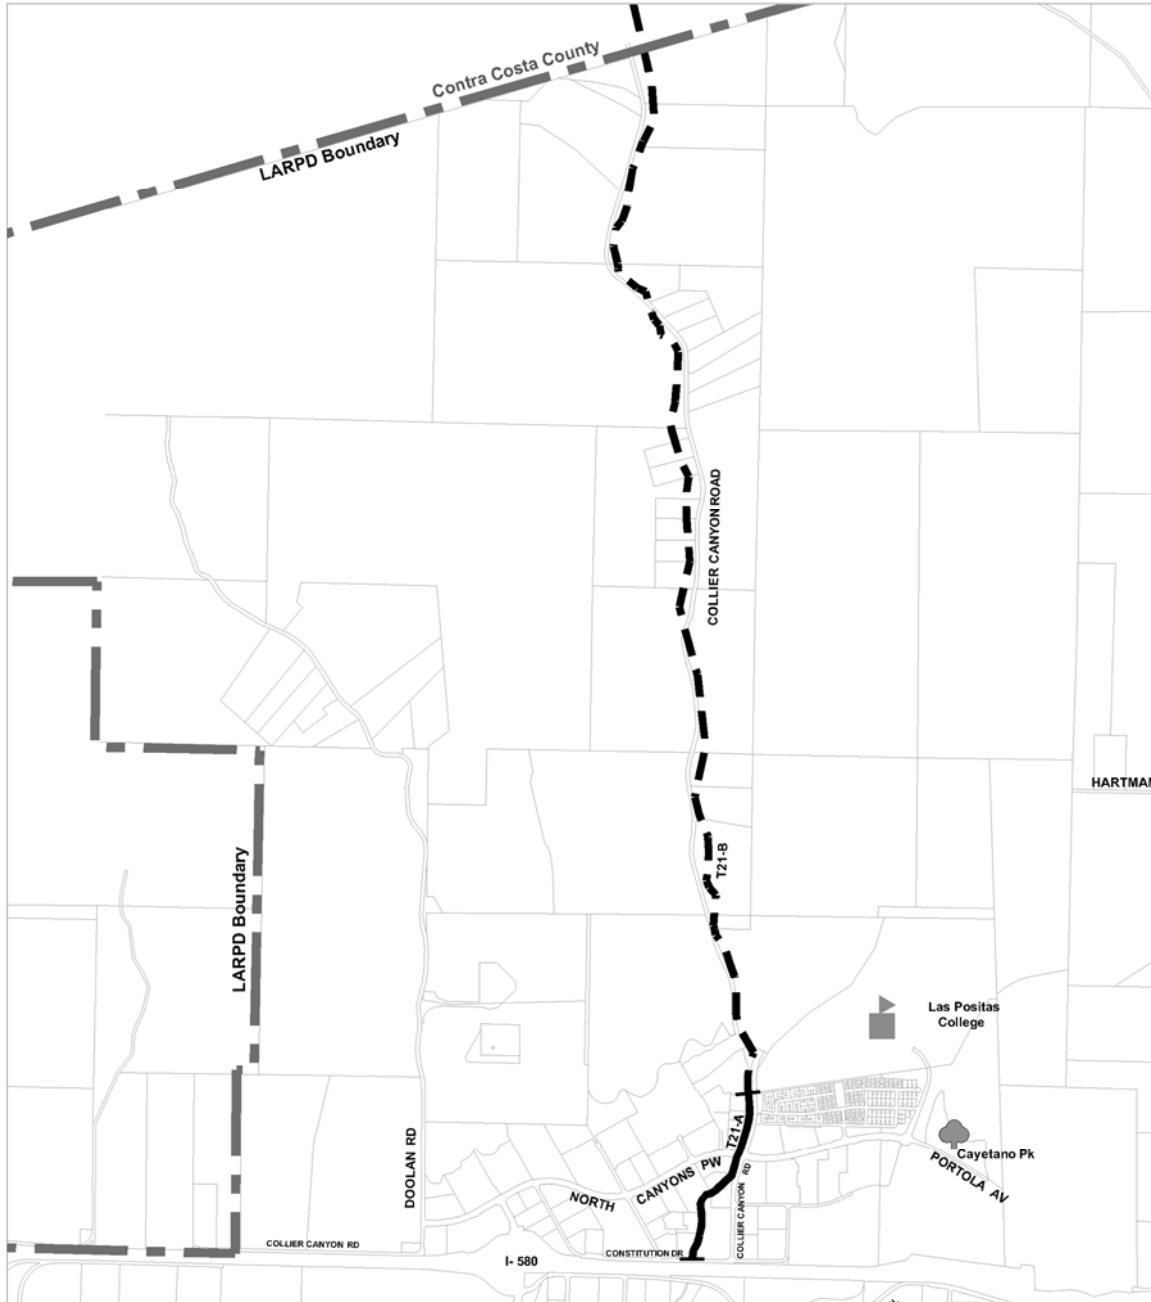 Contra Costa County
LARPD Boundary
COLLIER CANYON ROAD
HARTMAN
T21-B
LARPD Boundary
Las Positas
College
T21-A
Cayetano Pk
PORTOLA AV
DOOLAN RD
NORTH CANYONS PW
COLLIER CANYON RD
COLLIER CANYON RD
CONSTITUTION DR
I- 580